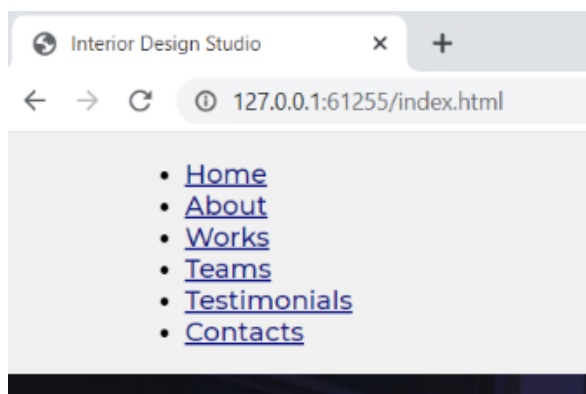 Interior Design Studio
127.0.0.1:61255/index.html
Home
About
Works
Teams
Testimonials
Contacts